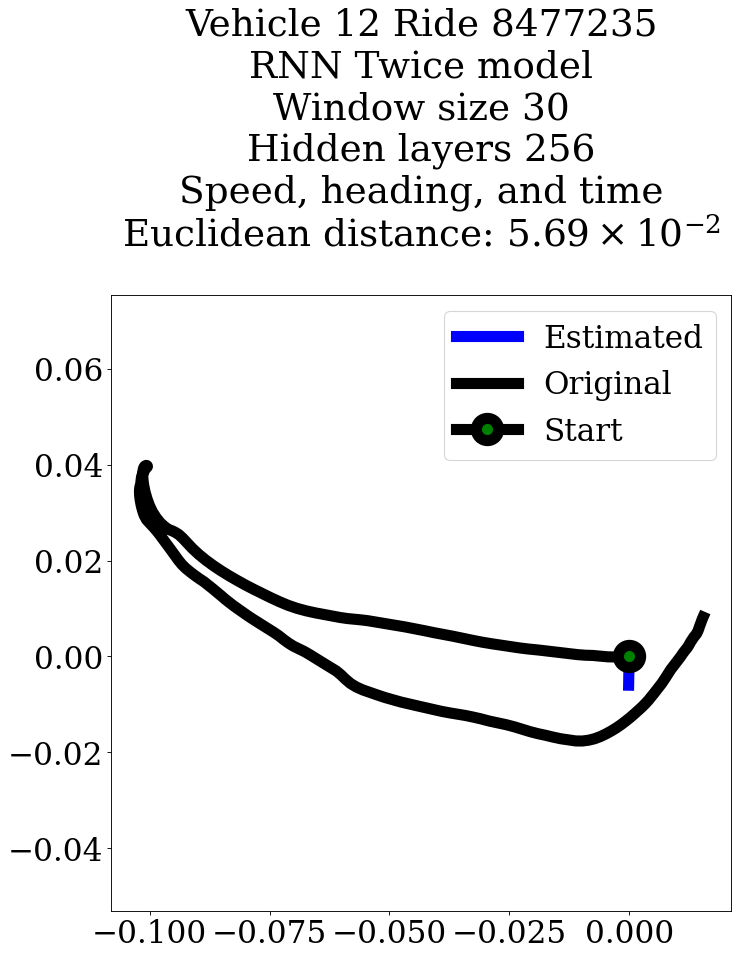 Vehicle 12 Ride 8477235
RNN Twice model
Window size 30
Hidden layers 256
Speed, heading, and time
Euclidean distance: 5.69 × 10⁻²
Estimated
Original
Start
0.06
0.04
0.02
0.00
−0.02
−0.04
−0.100 −0.075 −0.050 −0.025 0.000